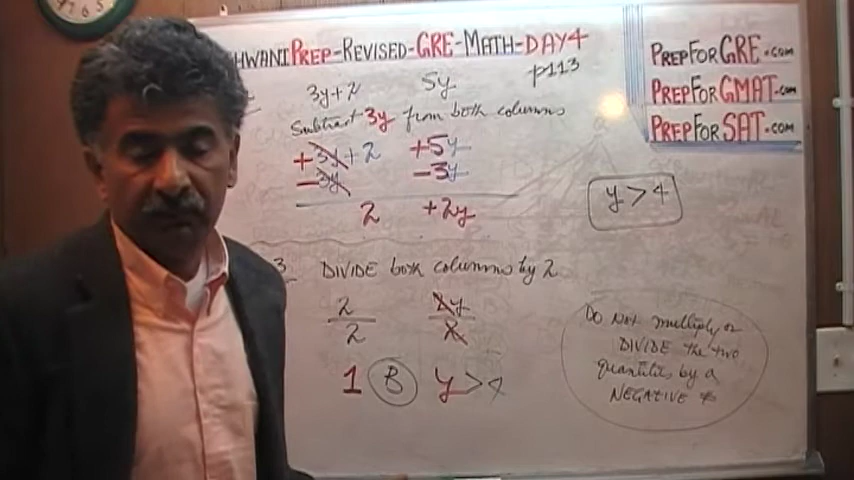 HWANI PREP-REVISED-GRE-MATH-DAY4
p113
PREPFORGRE.com
PREPFORGMAT.com
PREPFORSAT.com
3y+2 5y
Subtract 3y from both columns
+3y+2 +5y
-3y -3y
2 +2y
y>4
3 DIVIDE both columns by 2
2 2y
2 2
1 B y>4
DO NOT multiply or
DIVIDE the two
quantities by a
NEGATIVE #